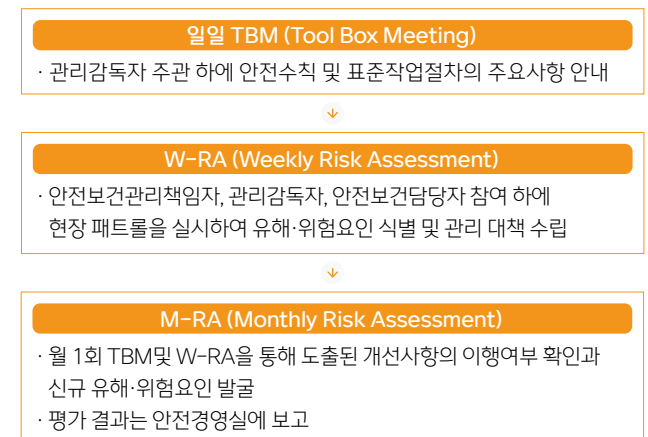 일일 TBM (Tool Box Meeting)
· 관리감독자 주관 하에 안전수칙 및 표준작업절차의 주요사항 안내
W-RA (Weekly Risk Assessment)
· 안전보건관리책임자, 관리감독자, 안전보건담당자 참여 하에
현장 패트롤을 실시하여 유해·위험요인 식별 및 관리 대책 수립
M-RA (Monthly Risk Assessment)
· 월 1회 TBM및 W-RA을 통해 도출된 개선사항의 이행여부 확인과
신규 유해·위험요인 발굴
· 평가 결과는 안전경영실에 보고